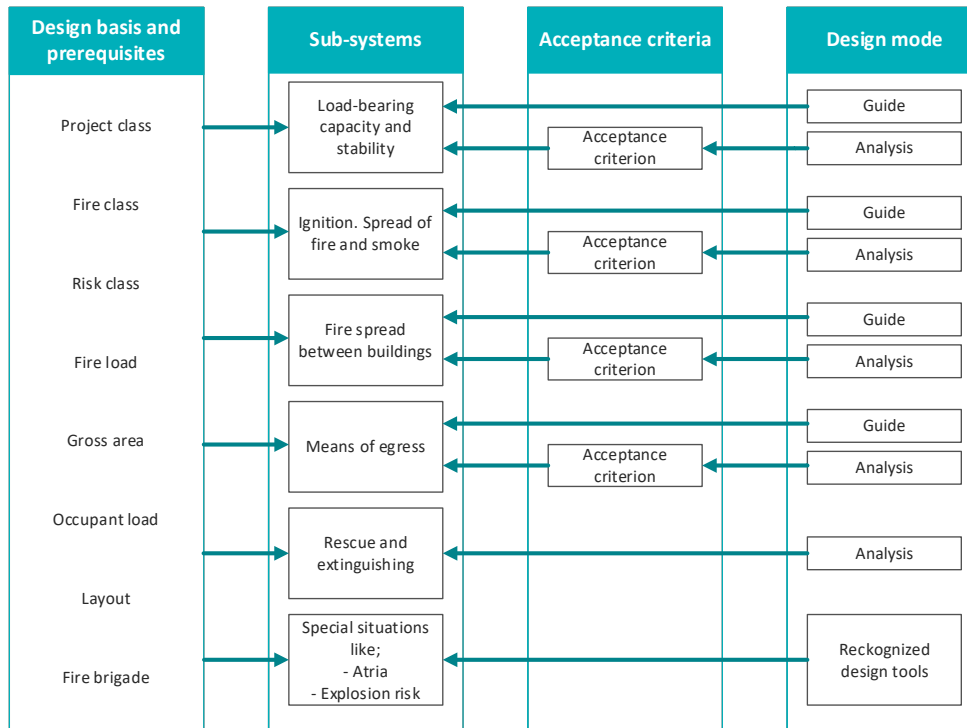 Design basis and
prerequisites
Sub-systems
Acceptance criteria
Design mode
Project class
Fire class
Risk class
Fire load
Gross area
Occupant load
Layout
Fire brigade
Load-bearing
capacity and
stability
Ignition. Spread of
fire and smoke
Fire spread
between buildings
Means of egress
Rescue and
extinguishing
Special situations
like;
- Atria
- Explosion risk
Acceptance
criterion
Acceptance
criterion
Acceptance
criterion
Acceptance
criterion
Guide
Analysis
Guide
Analysis
Guide
Analysis
Guide
Analysis
Analysis
Reckognized
design tools